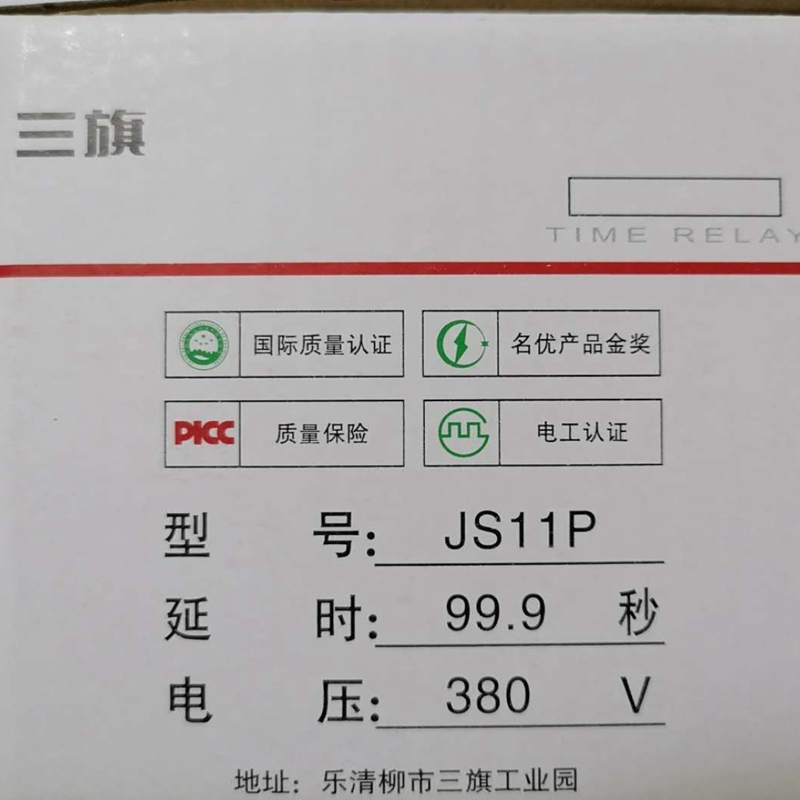 三旗
TIME RELAY
国际质量认证
名优产品金奖
PICC 质量保险
电工认证
型 号: JS11P
延 时: 99.9 秒
电 压: 380 V
地址: 乐清柳市三旗工业园